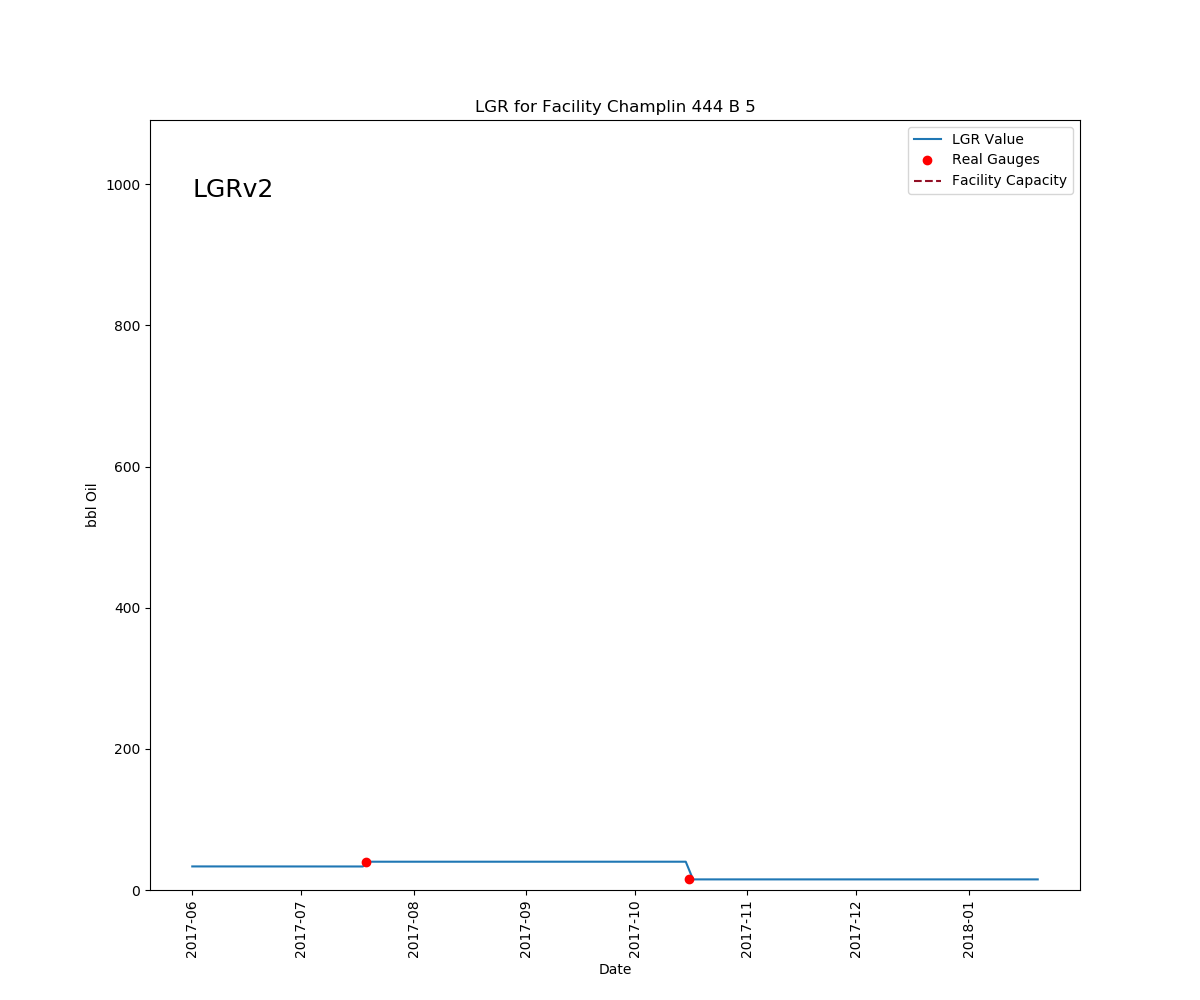 LGR for Facility Champlin 444 B 5
LGR Value
Real Gauges
Facility Capacity
LGRv2
bbl Oil
1000
800
600
400
200
0
2017-06
2017-07
2017-08
2017-09
2017-10
2017-11
2017-12
2018-01
Date